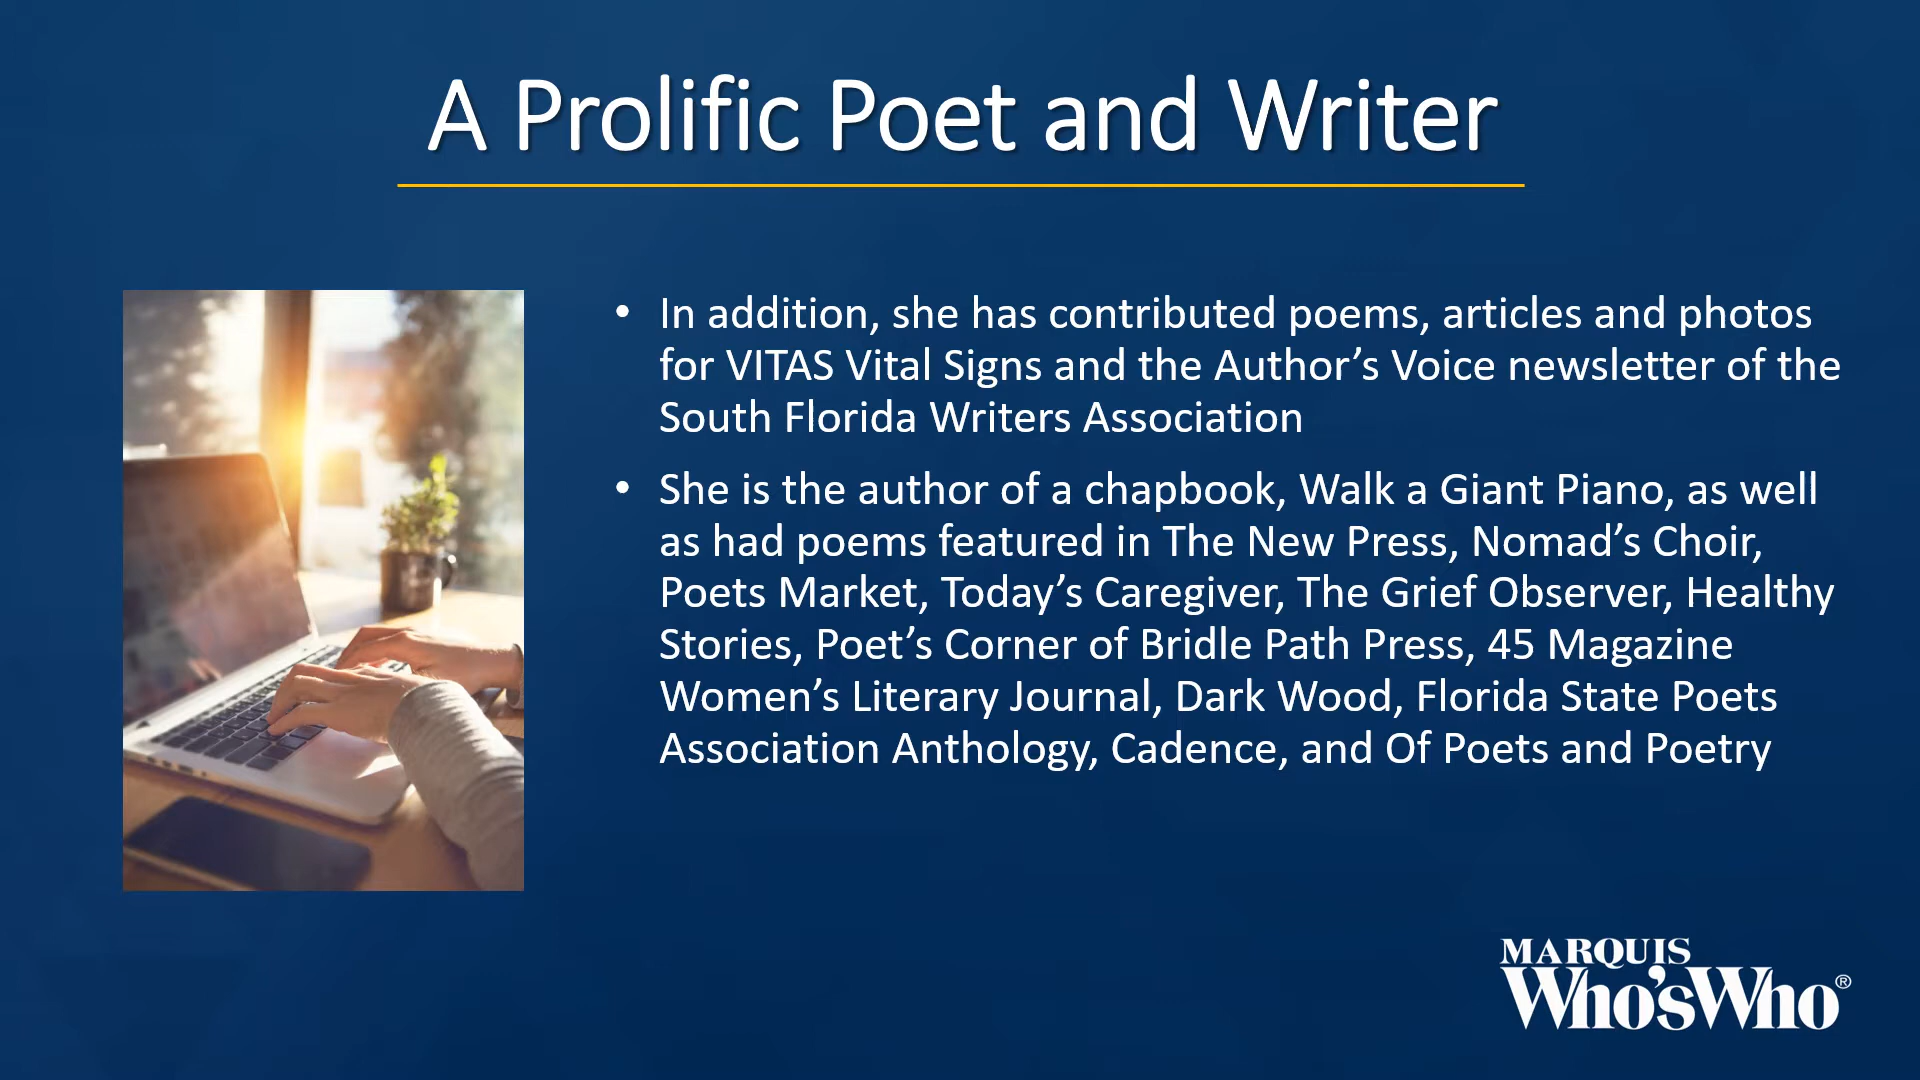 A Prolific Poet and Writer
• In addition, she has contributed poems, articles and photos
for VITAS Vital Signs and the Author’s Voice newsletter of the
South Florida Writers Association
• She is the author of a chapbook, Walk a Giant Piano, as well
as had poems featured in The New Press, Nomad’s Choir,
Poets Market, Today’s Caregiver, The Grief Observer, Healthy
Stories, Poet’s Corner of Bridle Path Press, 45 Magazine
Women’s Literary Journal, Dark Wood, Florida State Poets
Association Anthology, Cadence, and Of Poets and Poetry
MARQUIS
Who’sWho®